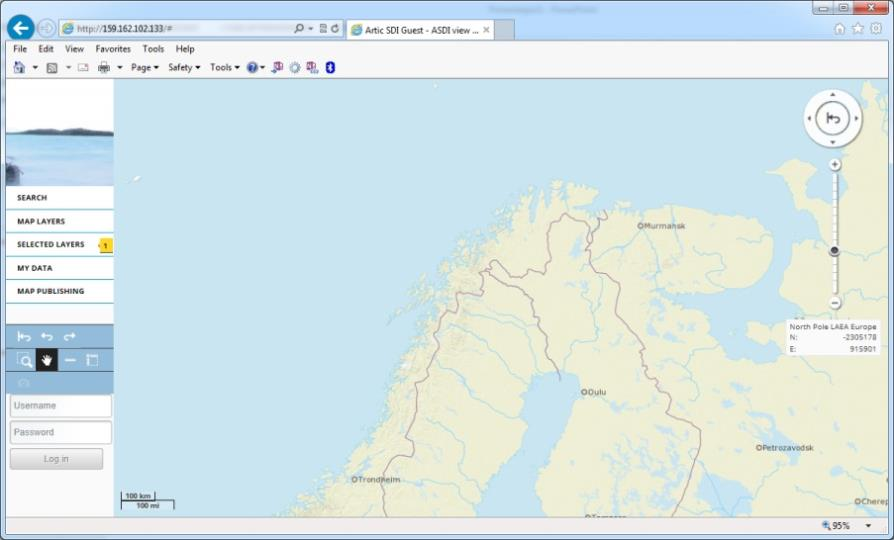 http://159.162.102.133/#
Artic SDI Guest - ASDI view ...
File Edit View Favorites Tools Help
Page Safety Tools
SEARCH
MAP LAYERS
SELECTED LAYERS 1
MY DATA
MAP PUBLISHING
Username
Password
Log in
Murmansk
North Pole LAEA Europe
N: -2305178
E: 915901
Oulu
Petrozavodsk
Trondheim
Cherep
100 km
100 mi
95%